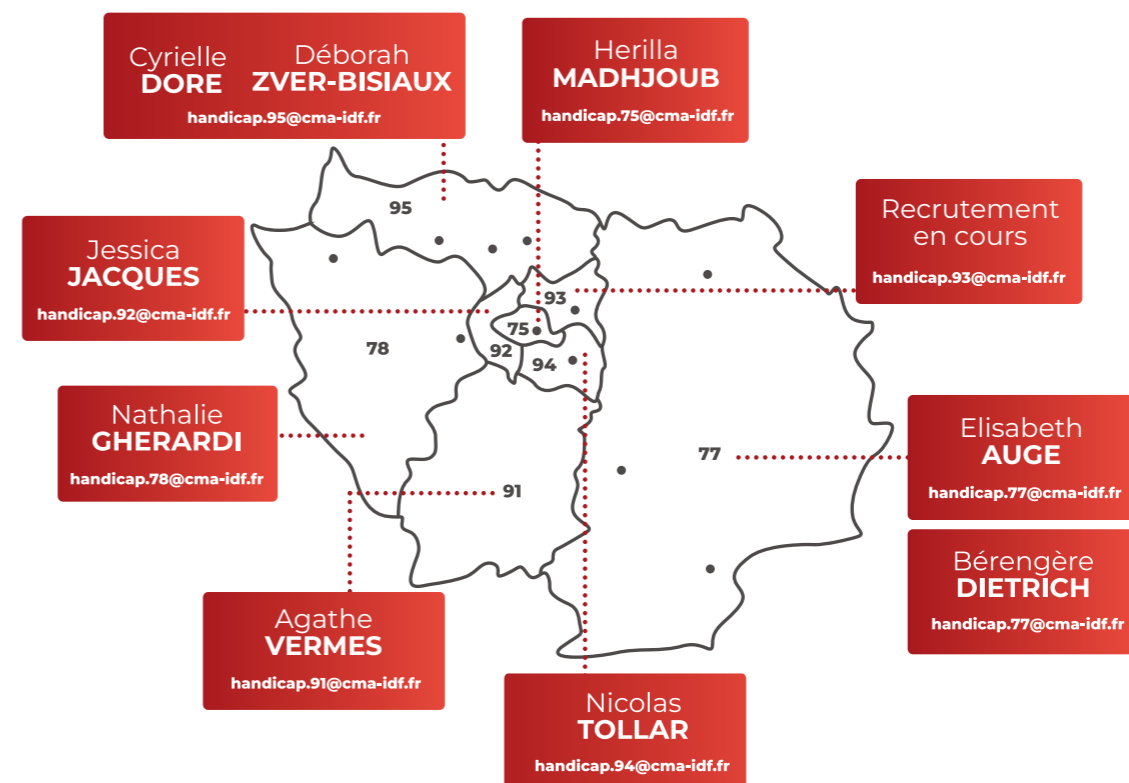 Cyrielle
DORE
Déborah
ZVER-BISIAUX
handicap.95@cma-idf.fr
Herilla
MADHJOUB
handicap.75@cma-idf.fr
Recrutement
en cours
handicap.93@cma-idf.fr
Jessica
JACQUES
handicap.92@cma-idf.fr
95
93
75
92
94
78
77
91
Nathalie
GHERARDI
handicap.78@cma-idf.fr
Elisabeth
AUGE
handicap.77@cma-idf.fr
Bérengère
DIETRICH
handicap.77@cma-idf.fr
Agathe
VERMES
handicap.91@cma-idf.fr
Nicolas
TOLLAR
handicap.94@cma-idf.fr